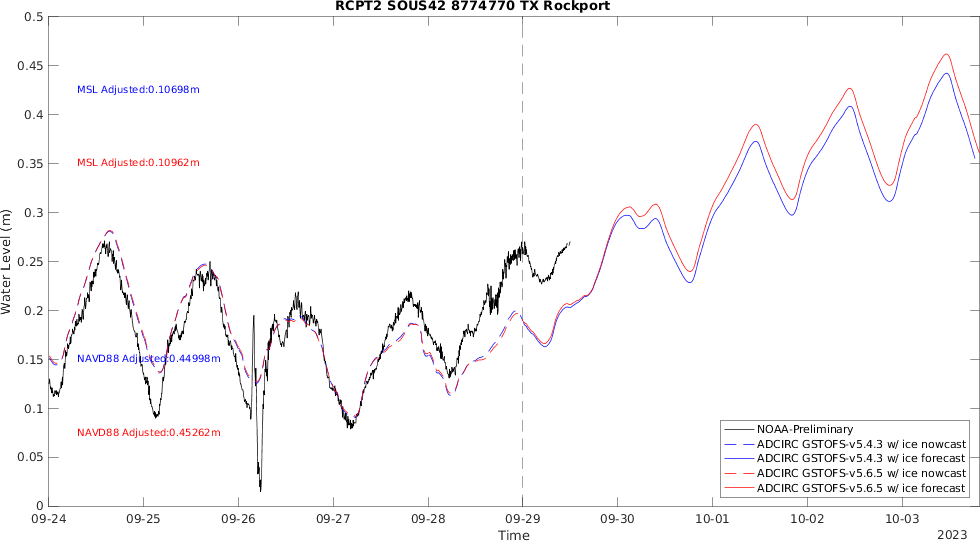 RCPT2 SOUS42 8774770 TX Rockport
0.5
0.45
0.4
0.35
0.3
0.25
0.2
0.15
0.1
0.05
0
Water Level (m)
MSL Adjusted:0.10698m
MSL Adjusted:0.10962m
NAVD88 Adjusted:0.44998m
NAVD88 Adjusted:0.45262m
NOAA-Preliminary
ADCIRC GSTOFS-v5.4.3 w/ ice nowcast
ADCIRC GSTOFS-v5.4.3 w/ ice forecast
ADCIRC GSTOFS-v5.6.5 w/ ice nowcast
ADCIRC GSTOFS-v5.6.5 w/ ice forecast
09-24 09-25 09-26 09-27 09-28 09-29 09-30 10-01 10-02 10-03
Time
2023